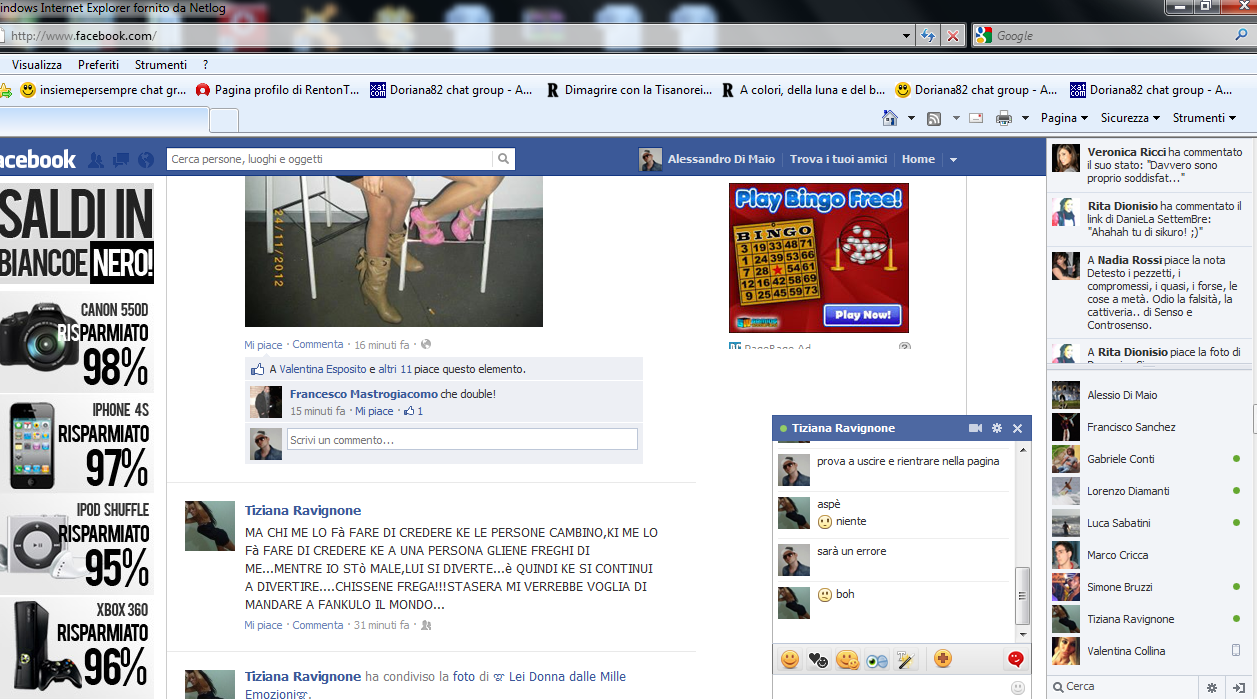 indows Internet Explorer fornito da Netlog
http://www.facebook.com/
Google
Visualizza Preferiti Strumenti ?
insiemepersempre chat gr... Pagina profilo di RentonT... Doriana82 chat group - A... Dimagrire con la Tisanorei... A colori, della luna e del b... Doriana82 chat group - A... Doriana82 chat group - A...
Pagina Sicurezza Strumenti
acebook
Cerca persone, luoghi e oggetti
Alessandro Di Maio Trova i tuoi amici Home
SALDI IN
BIANCOE NERO!
CANON 550D
RISPARMIATO
98%
IPHONE 4S
RISPARMIATO
97%
IPOD SHUFFLE
RISPARMIATO
95%
XBOX 360
RISPARMIATO
96%
24/11/2012
Mi piace · Commenta · 16 minuti fa ·
A Valentina Esposito e altri 11 piace questo elemento.
Francesco Mastrogiacomo che double!
15 minuti fa · Mi piace · 1
Scrivi un commento...
Tiziana Ravignone
MA CHI ME LO Fà FARE DI CREDERE KE LE PERSONE CAMBINO,KI ME LO
Fà FARE DI CREDERE KE A UNA PERSONA GLIENE FREGHI DI
ME...MENTRE IO STò MALE,LUI SI DIVERTE...è QUINDI KE SI CONTINUI
A DIVERTIRE....CHISSENE FREGA!!!STASERA MI VERREBBE VOGLIA DI
MANDARE A FANKULO IL MONDO...
Mi piace · Commenta · 31 minuti fa ·
Tiziana Ravignone ha condiviso la foto di Lei Donna dalle Mille
Emozioni.
Play Bingo Free!
BINGO
3 19 33 48 71
1 24 39 53 66
7 28 54 61
12 16 42 58 69
9 25 45 59 73
Play Now!
PageRage Ad
Tiziana Ravignone
prova a uscire e rientrare nella pagina
aspè
niente
sarà un errore
boh
Veronica Ricci ha commentato
il suo stato: "Davvero sono
proprio soddisfat..."
Rita Dionisio ha commentato il
link di DanieLa SettemBre:
"Ahahah tu di sikuro! ;)"
A Nadia Rossi piace la nota
Detesto i pezzetti, i
compromessi, i quasi, i forse, le
cose a metà. Odio la falsità, la
cattiveria.. di Senso e
Controsenso.
A Rita Dionisio piace la foto di
Alessio Di Maio
Francisco Sanchez
Gabriele Conti
Lorenzo Diamanti
Luca Sabatini
Marco Cricca
Simone Bruzzi
Tiziana Ravignone
Valentina Collina
Cerca